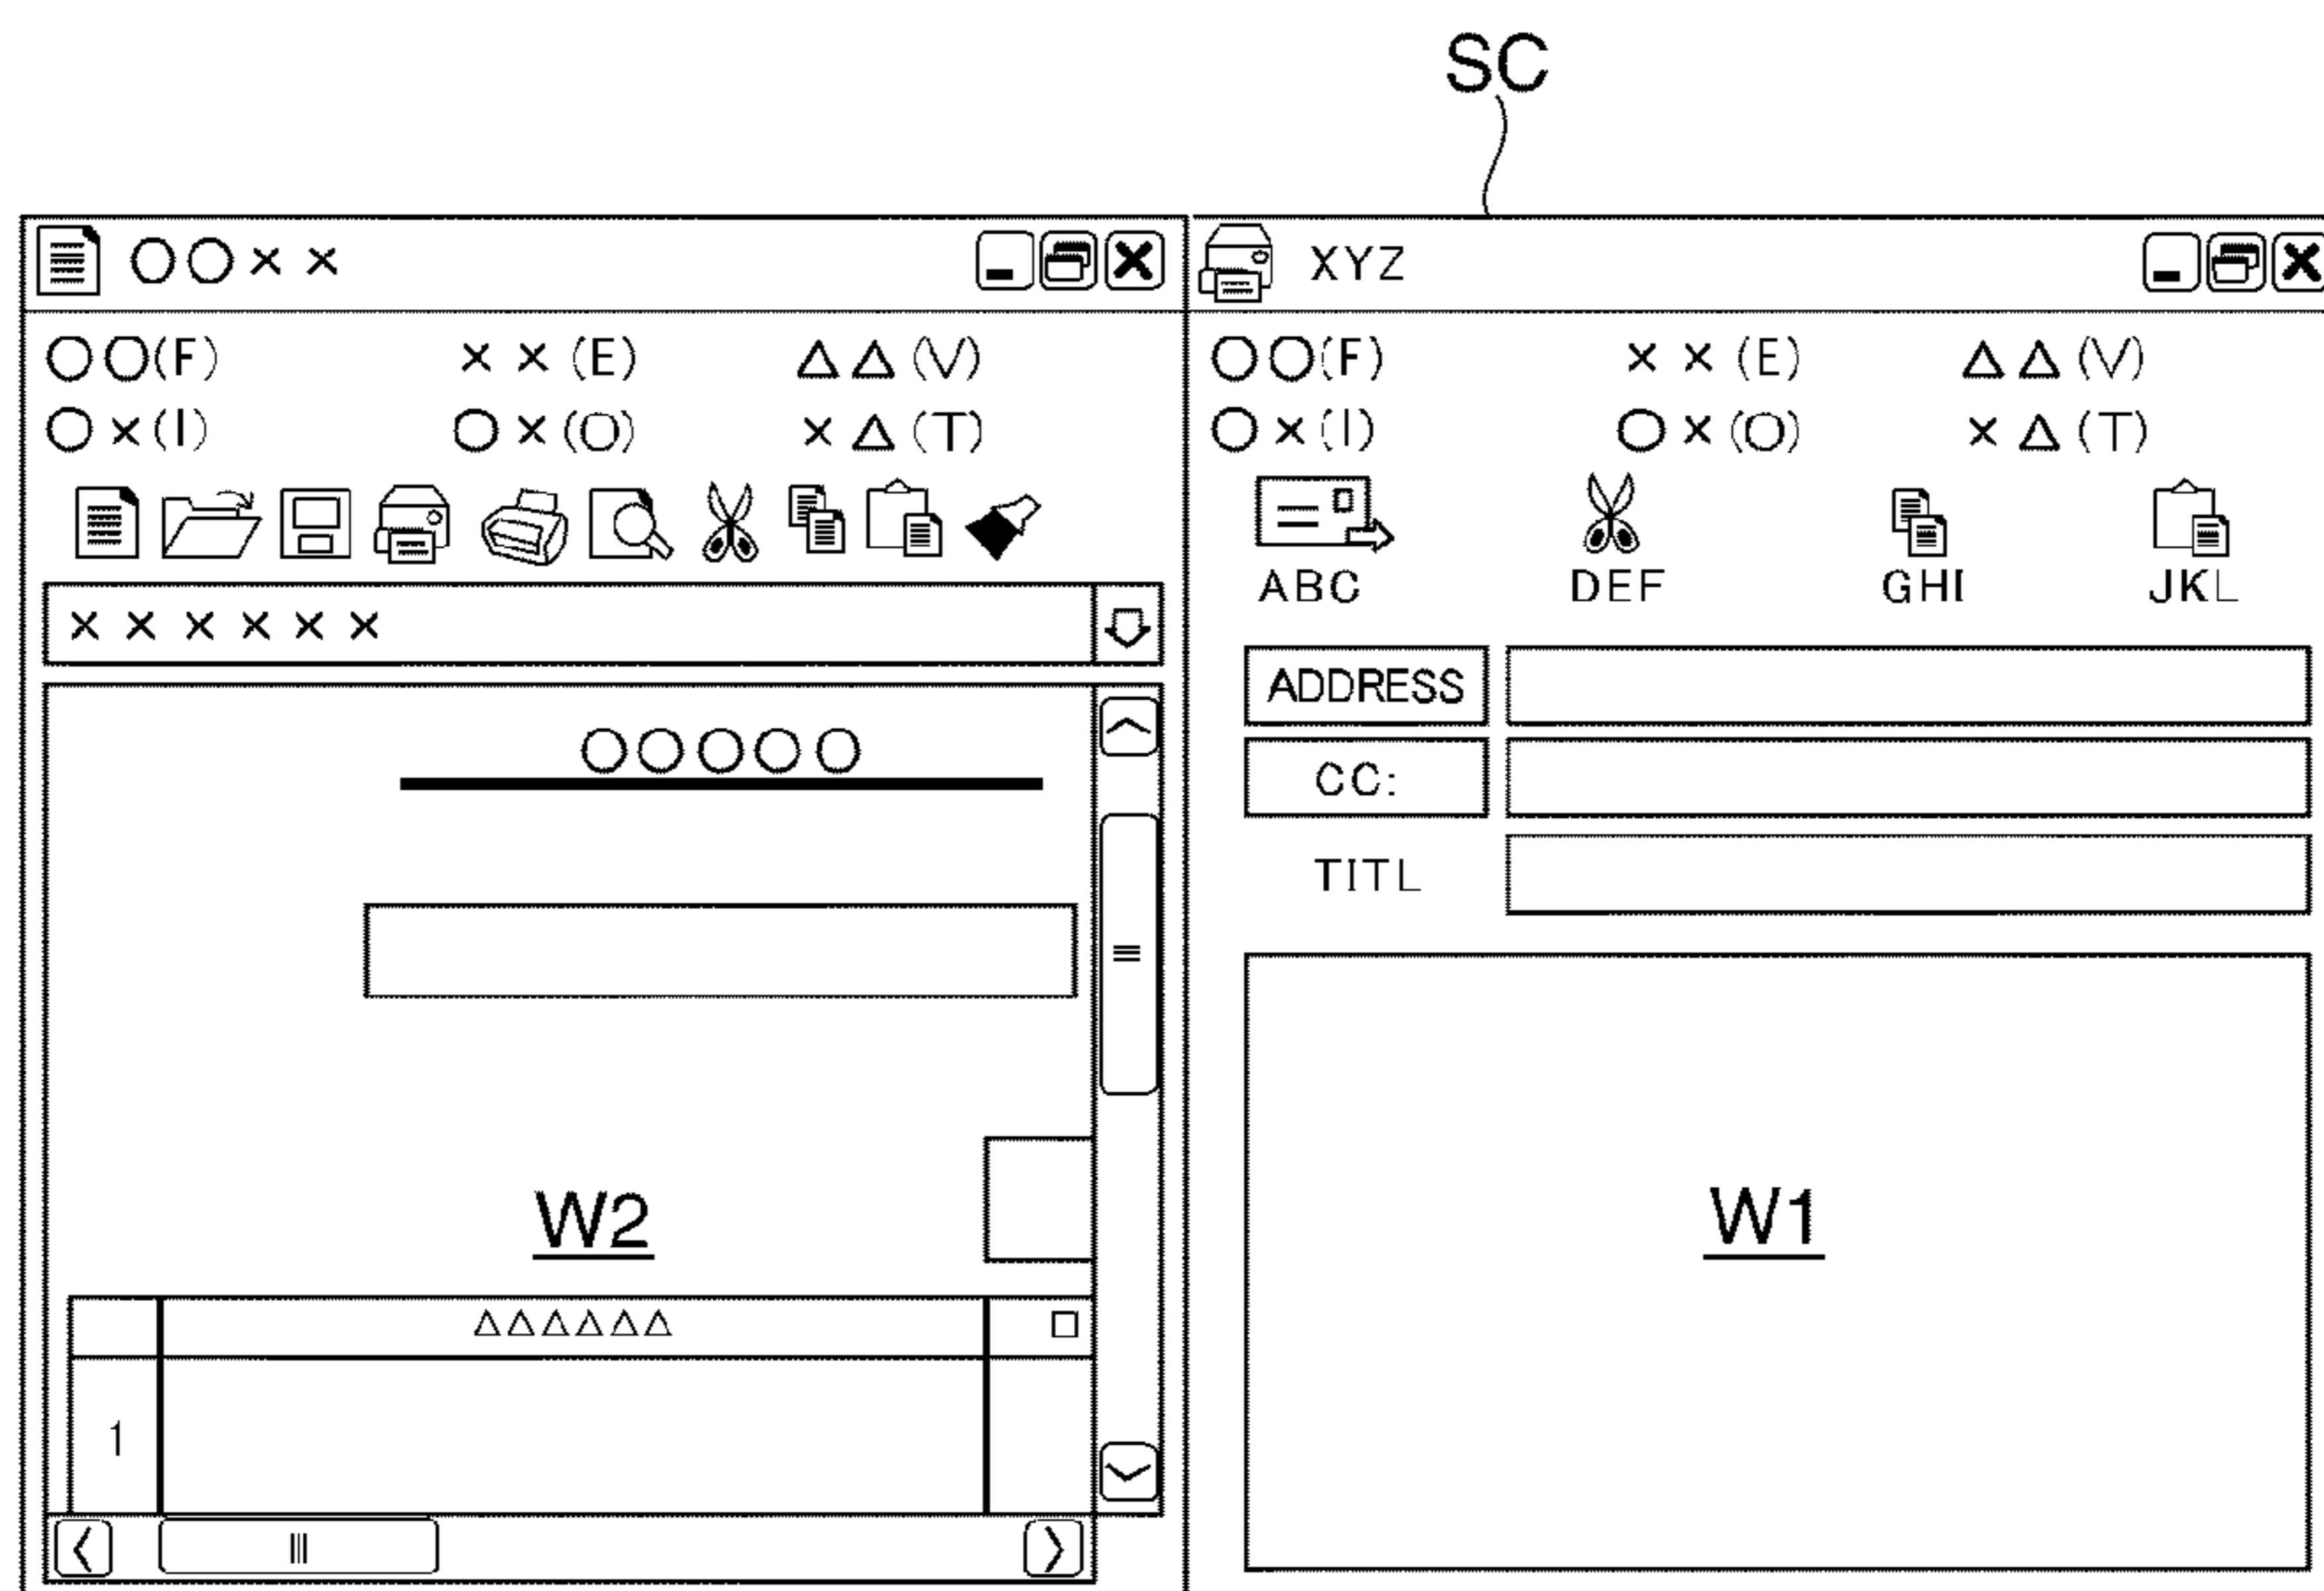 SC
○○××
○○(F) ××(E) △△(V)
○×(I) ○×(O) ×△(T)
××××××
○○○○○
W2
△△△△△△ □
1
XYZ
○○(F) ××(E) △△(V)
○×(I) ○×(O) ×△(T)
ABC DEF GHI JKL
ADDRESS
CC:
TITL
W1